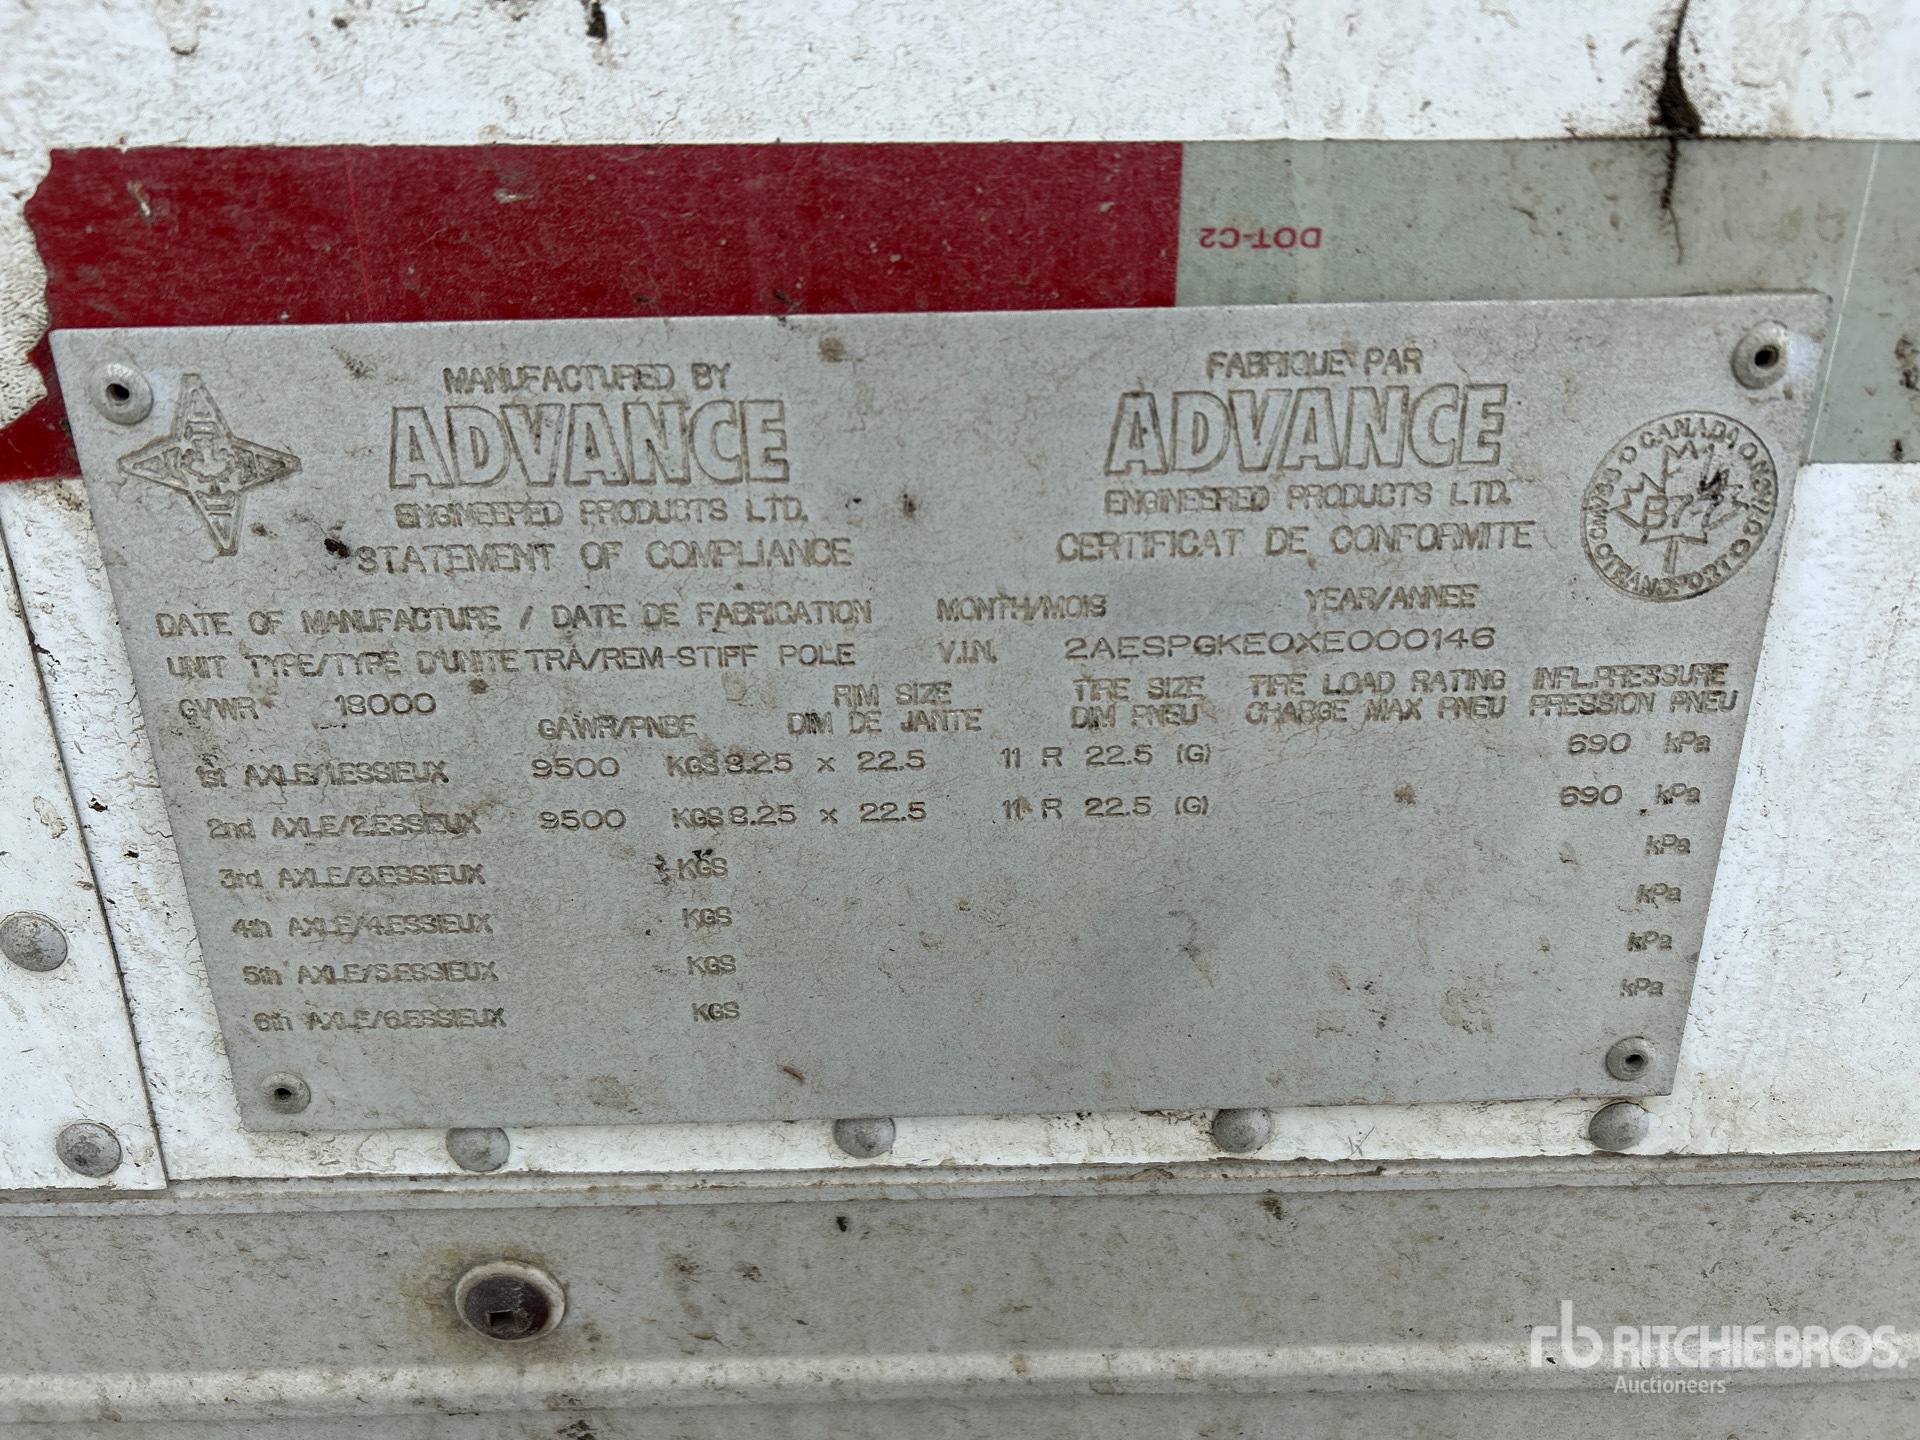 DOT-C2
MANUFACTURED BY
ADVANCE
ENGINEERED PRODUCTS LTD.
STATEMENT OF COMPLIANCE
FABRIQUE PAR
ADVANCE
ENGINEERED PRODUCTS LTD.
CERTIFICAT DE CONFORMITE
CANADA
TRANSPORT
DATE OF MANUFACTURE / DATE DE FABRICATION MONTH/MOIS YEAR/ANNEE
UNIT TYPE/TYPE D'UNITE TRA/REM-STIFF POLE V.I.N. 2AESPGKE0XE000146
GVWR 18000
GAWR/PNBE
RIM SIZE
DIM DE JANTE
TIRE SIZE
DIM PNEU
TIRE LOAD RATING
CHARGE MAX PNEU
INFL.PRESSURE
PRESSION PNEU
1st AXLE/1.ESSIEUX 9500 KGS 8.25 x 22.5 11 R 22.5 (G) 690 kPa
2nd AXLE/2.ESSIEUX 9500 KGS 8.25 x 22.5 11 R 22.5 (G) 690 kPa
3rd AXLE/3.ESSIEUX KGS kPa
4th AXLE/4.ESSIEUX KGS kPa
5th AXLE/5.ESSIEUX KGS kPa
6th AXLE/6.ESSIEUX KGS kPa
rb RITCHIE BROS.
Auctioneers